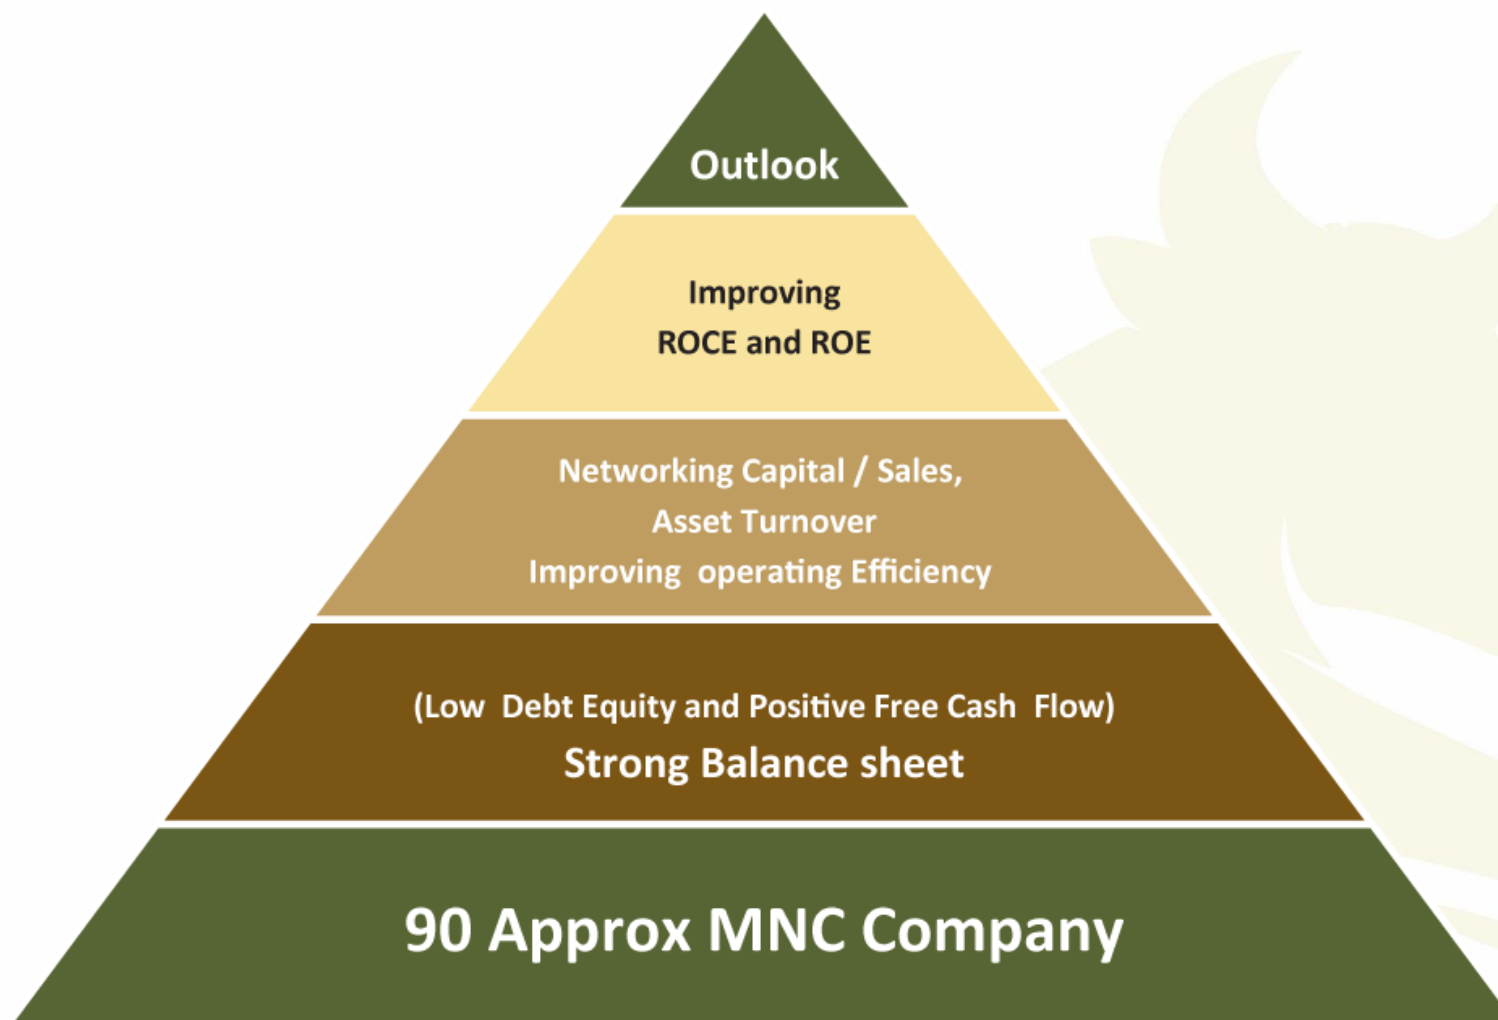 Outlook
Improving
ROCE and ROE
Networking Capital / Sales,
Asset Turnover
Improving operating Efficiency
(Low Debt Equity and Positive Free Cash Flow)
Strong Balance sheet
90 Approx MNC Company